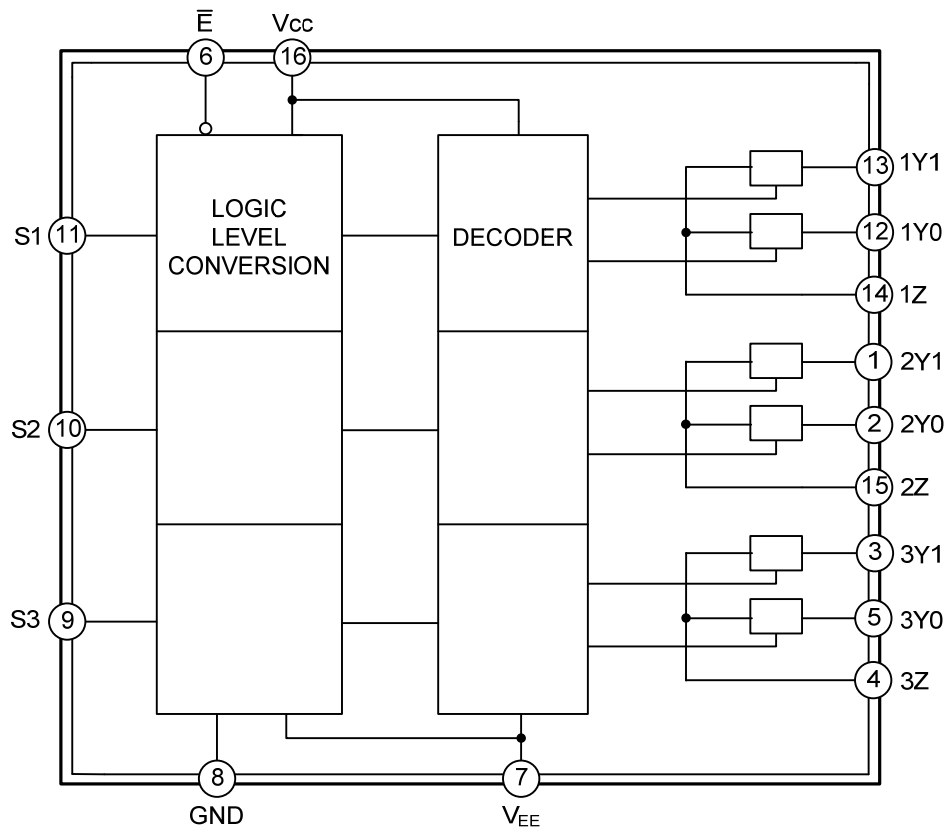 E̅ Vcc
6 16
13 1Y1
LOGIC
LEVEL
CONVERSION
DECODER
S1 11
12 1Y0
14 1Z
1 2Y1
S2 10
2 2Y0
15 2Z
3 3Y1
S3 9
5 3Y0
4 3Z
8 7
GND VEE